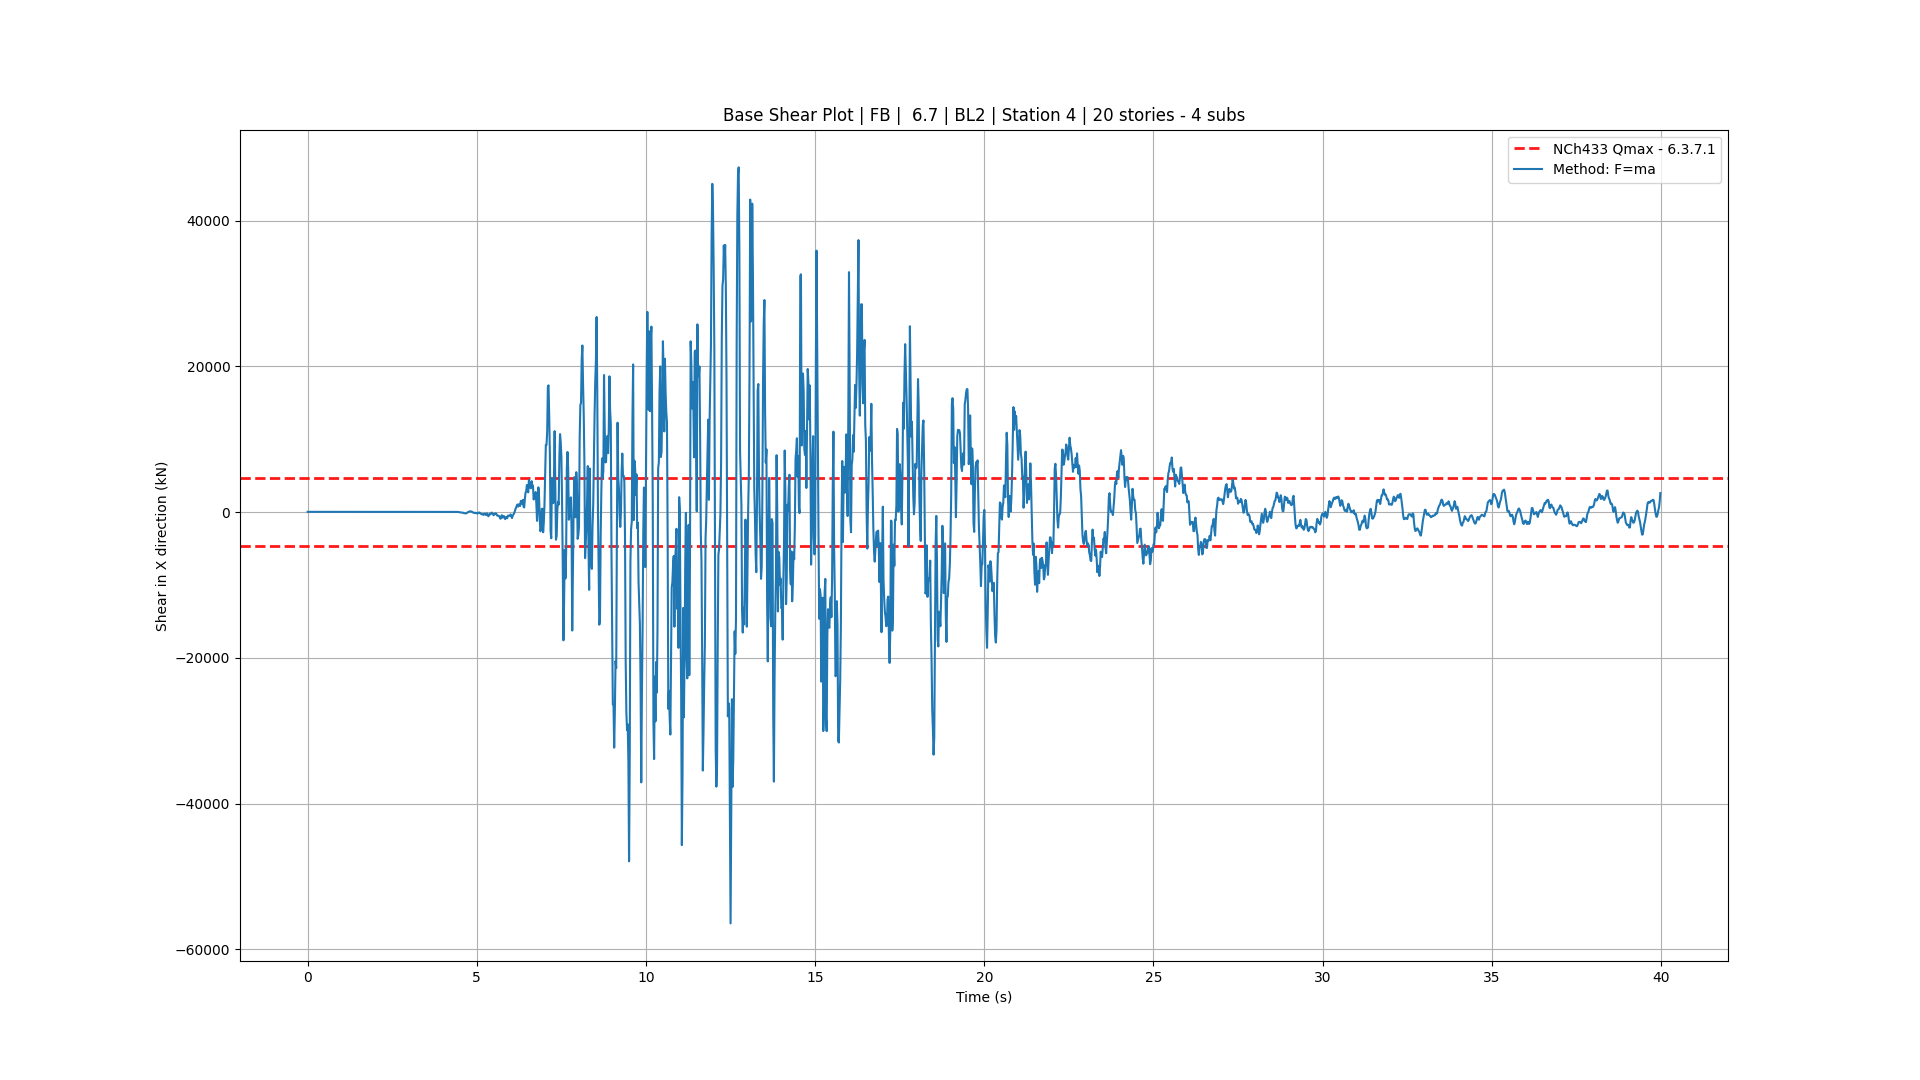 Base Shear Plot | FB |  6.7 | BL2 | Station 4 | 20 stories - 4 subs
NCh433 Qmax - 6.3.7.1
Method: F=ma
Shear in X direction (kN)
40000
20000
0
−20000
−40000
−60000
0 5 10 15 20 25 30 35 40
Time (s)